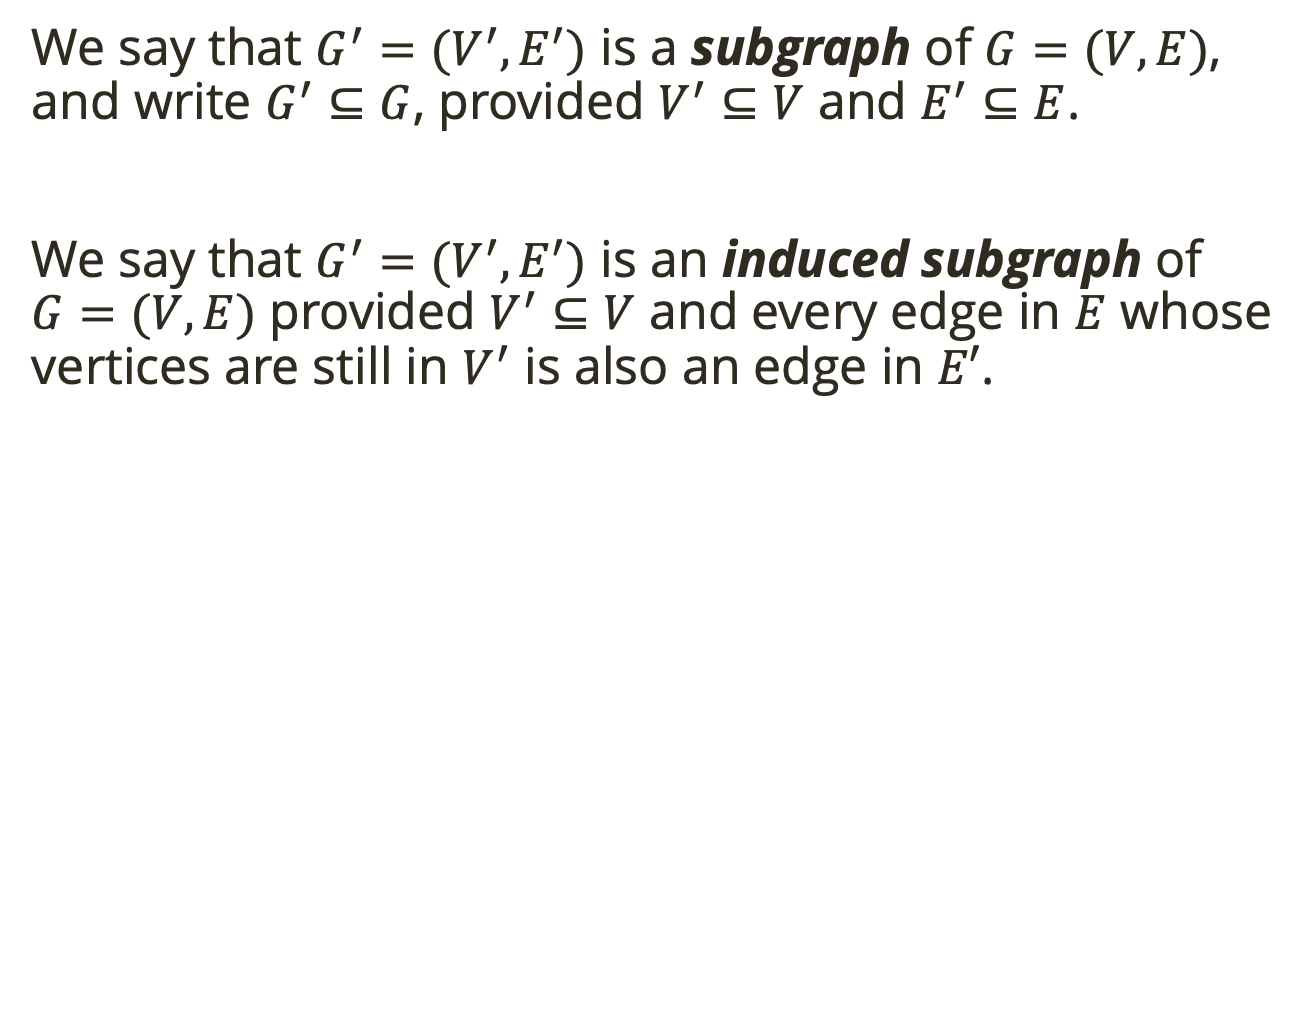 We say that G′ = (V′, E′) is a subgraph of G = (V, E),
and write G′ ⊆ G, provided V′ ⊆ V and E′ ⊆ E.
We say that G′ = (V′, E′) is an induced subgraph of
G = (V, E) provided V′ ⊆ V and every edge in E whose
vertices are still in V′ is also an edge in E′.